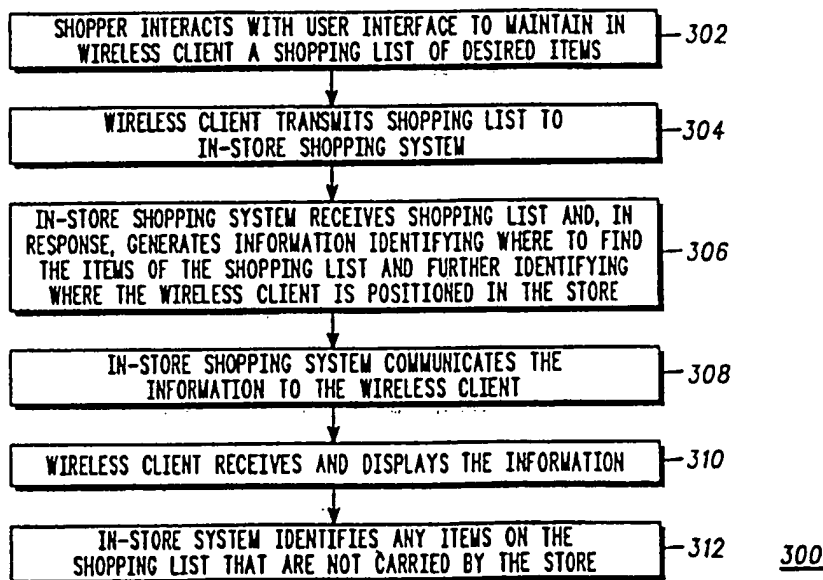 SHOPPER INTERACTS WITH USER INTERFACE TO MAINTAIN IN
WIRELESS CLIENT A SHOPPING LIST OF DESIRED ITEMS
302
WIRELESS CLIENT TRANSMITS SHOPPING LIST TO
IN-STORE SHOPPING SYSTEM
304
IN-STORE SHOPPING SYSTEM RECEIVES SHOPPING LIST AND, IN
RESPONSE, GENERATES INFORMATION IDENTIFYING WHERE TO FIND
THE ITEMS OF THE SHOPPING LIST AND FURTHER IDENTIFYING
WHERE THE WIRELESS CLIENT IS POSITIONED IN THE STORE
306
IN-STORE SHOPPING SYSTEM COMMUNICATES THE
INFORMATION TO THE WIRELESS CLIENT
308
WIRELESS CLIENT RECEIVES AND DISPLAYS THE INFORMATION
310
IN-STORE SYSTEM IDENTIFIES ANY ITEMS ON THE
SHOPPING LIST THAT ARE NOT CARRIED BY THE STORE
312
300